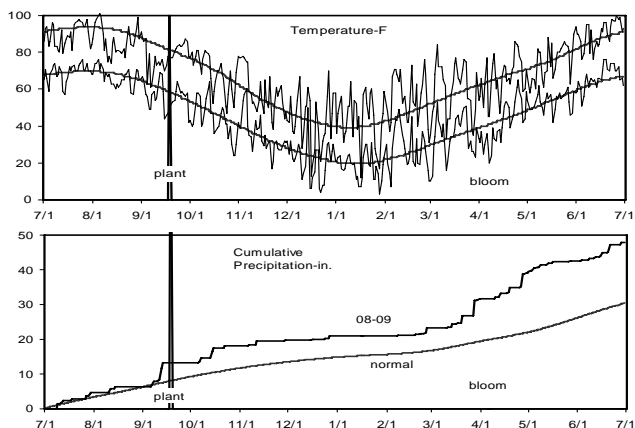 100
80
60
40
20
0
Temperature-F
plant
bloom
7/1 8/1 9/1 10/1 11/1 12/1 1/1 2/1 3/1 4/1 5/1 6/1 7/1
50
40
30
20
10
0
Cumulative
Precipitation-in.
08-09
normal
bloom
plant
7/1 8/1 9/1 10/1 11/1 12/1 1/1 2/1 3/1 4/1 5/1 6/1 7/1